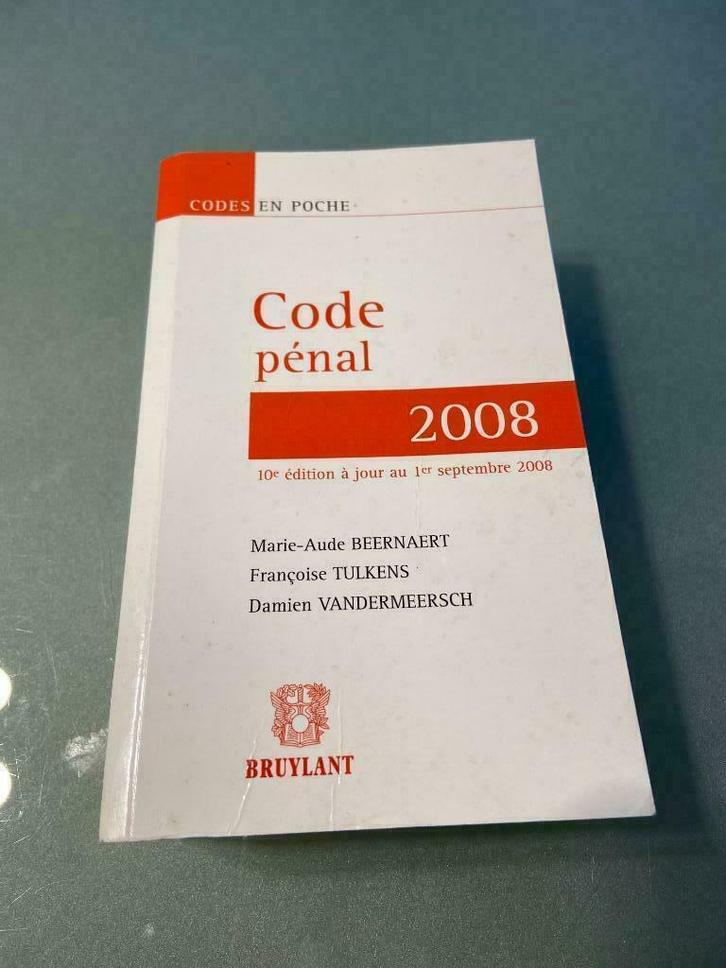 CODES EN POCHE
Code
pénal
2008
10e édition à jour au 1er septembre 2008
Marie-Aude BEERNAERT
Françoise TULKENS
Damien VANDERMEERSCH
BRUYLANT